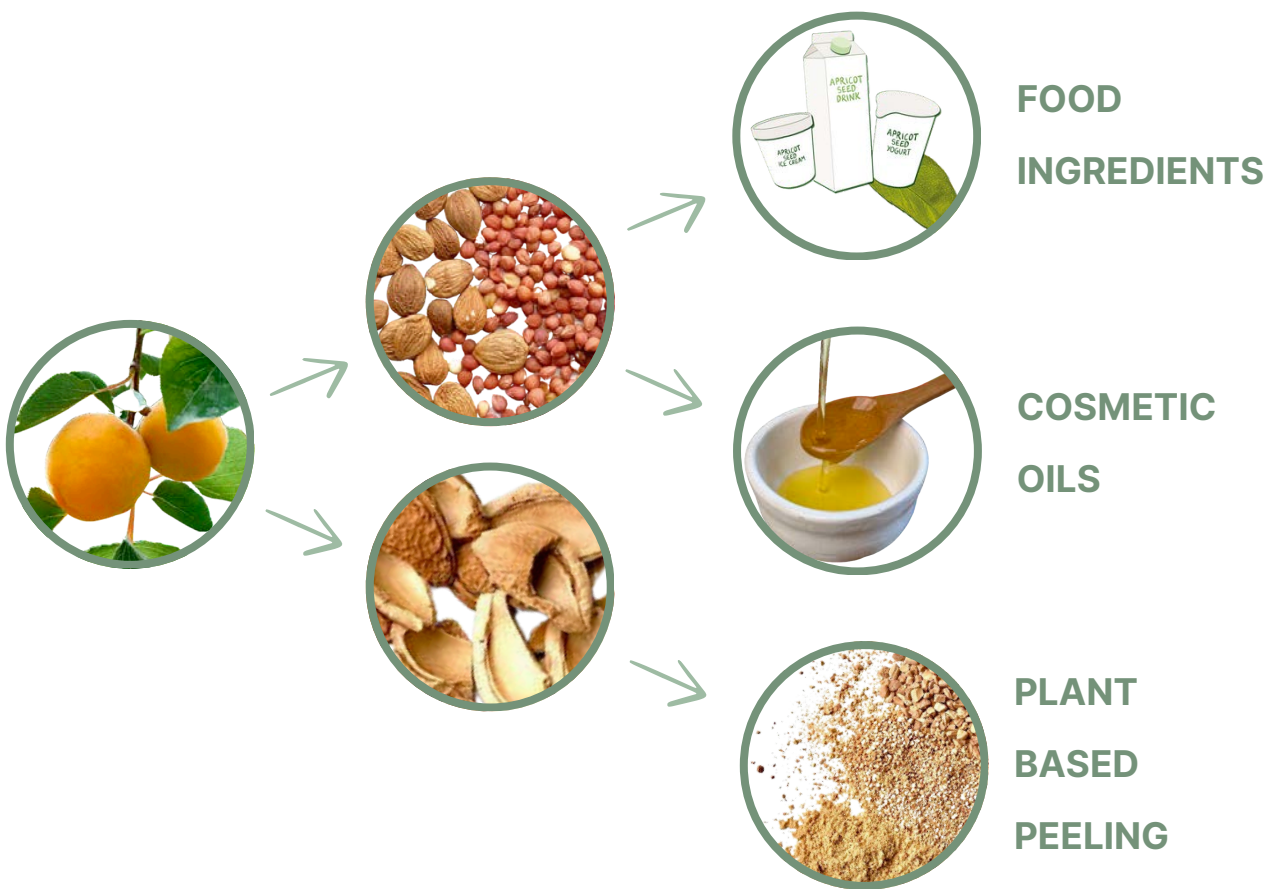 APRICOT
SEED
DRINK
APRICOT
SEED
ICE CREAM
APRICOT
SEED
YOGURT
FOOD
INGREDIENTS
COSMETIC
OILS
PLANT
BASED
PEELING